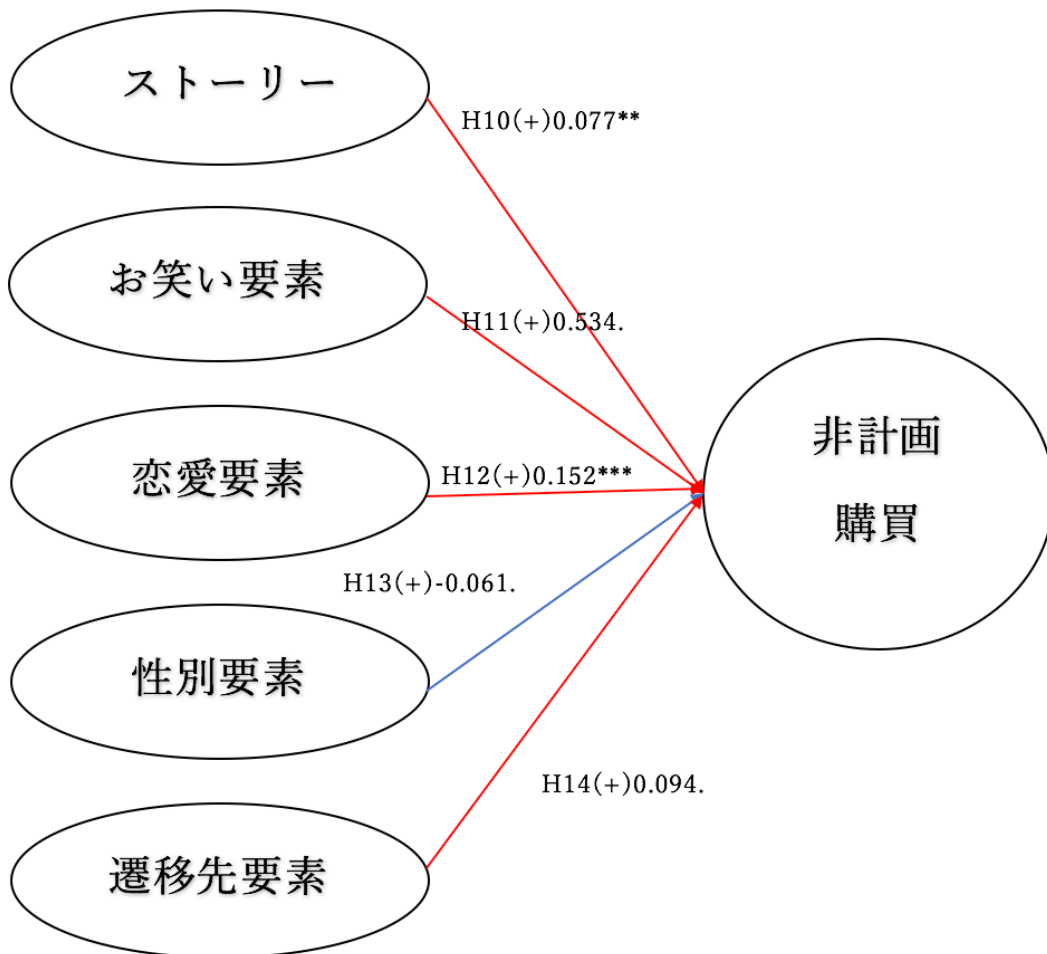 ストーリー
H10(+)0.077**
お笑い要素
H11(+)0.534.
恋愛要素
H12(+)0.152***
非計画
購買
H13(+)-0.061.
性別要素
H14(+)0.094.
遷移先要素